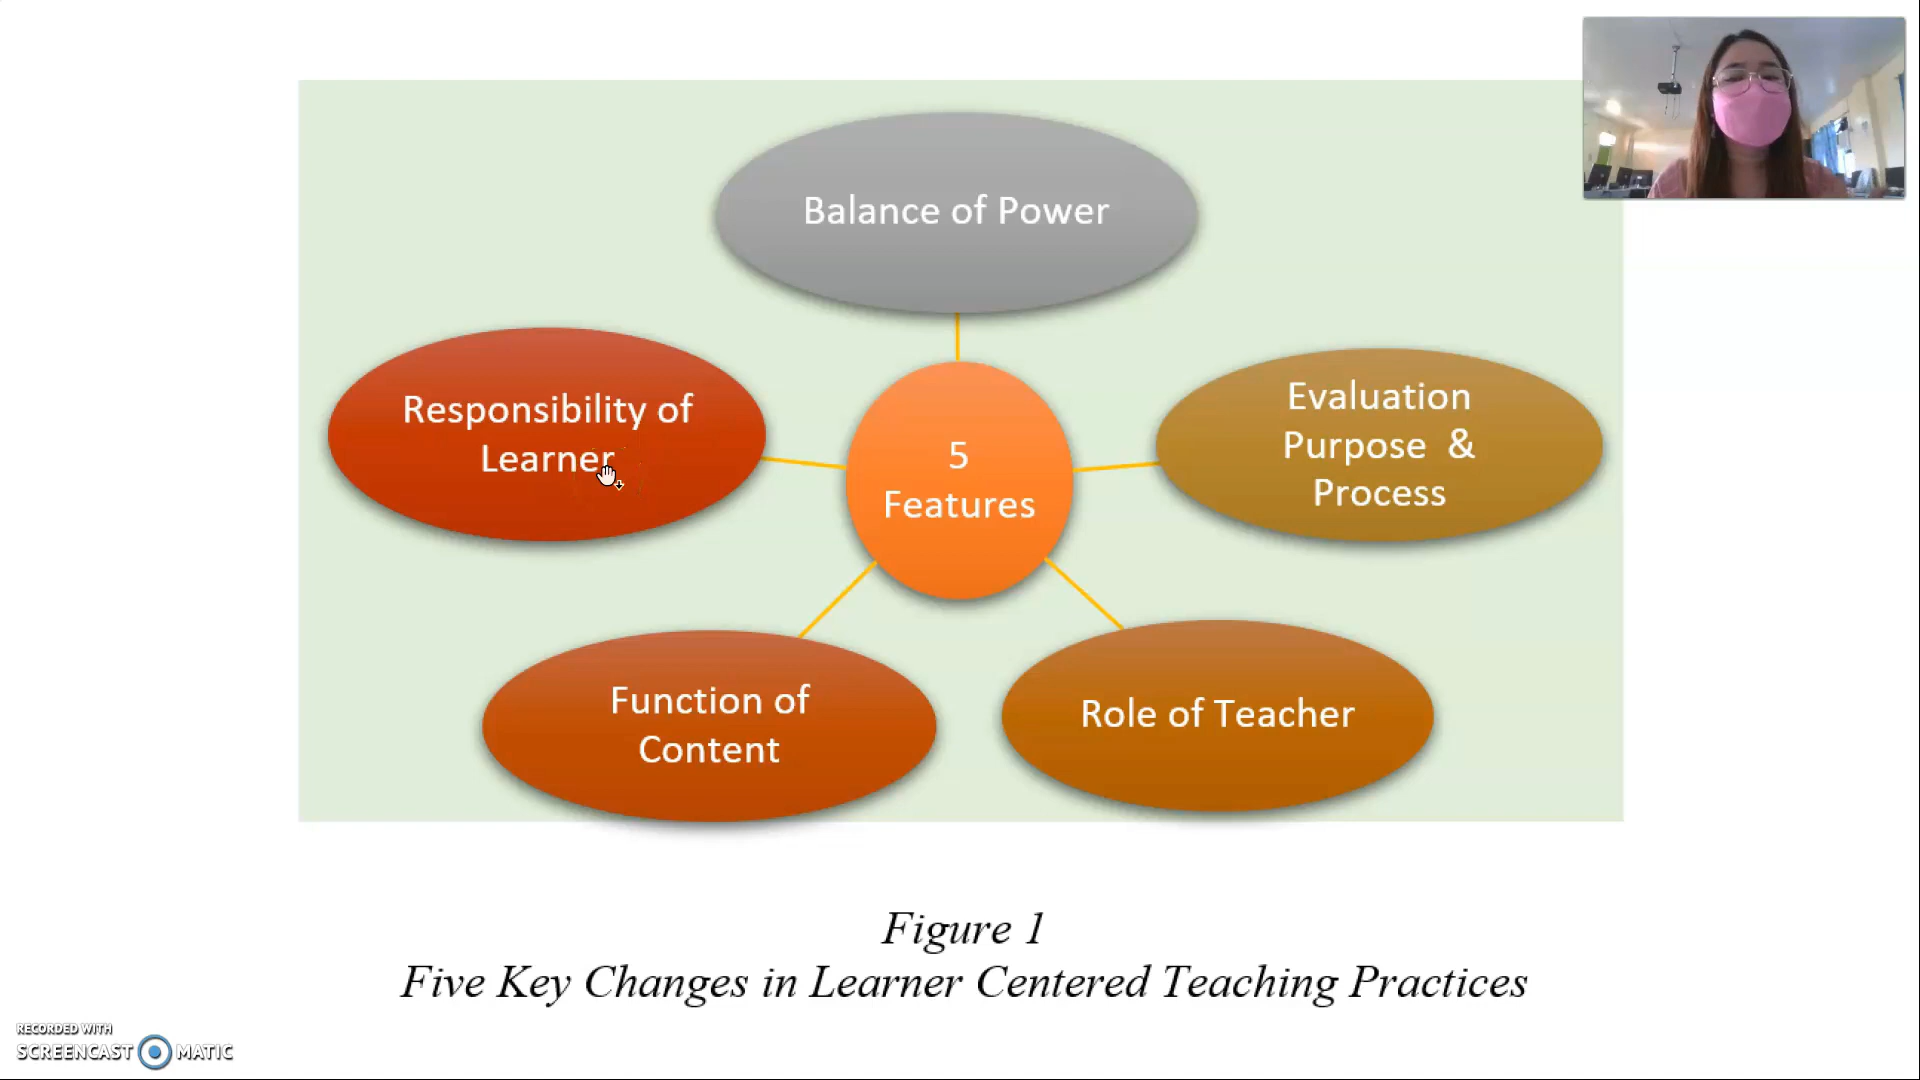 Balance of Power
Responsibility of
Learner
5
Features
Evaluation
Purpose & 
Process
Function of
Content
Role of Teacher
Figure 1
Five Key Changes in Learner Centered Teaching Practices
RECORDED WITH
SCREENCAST MATIC